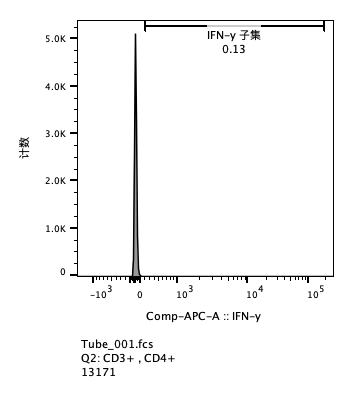 IFN-y 子集
0.13
5.0K
4.0K
3.0K
2.0K
1.0K
0
计数
-10³ 0 10³ 10⁴ 10⁵
Comp-APC-A :: IFN-y
Tube_001.fcs
Q2: CD3+ , CD4+
13171